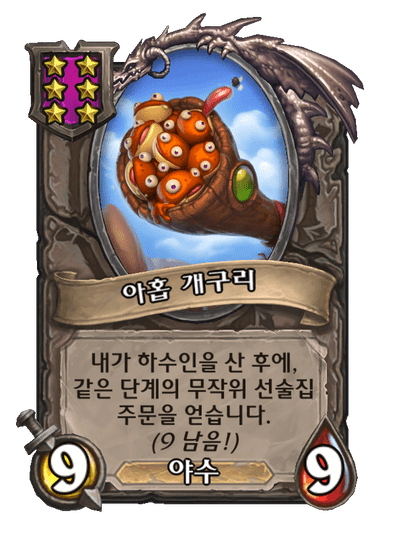 아홉 개구리
내가 하수인을 산 후에,
같은 단계의 무작위 선술집
주문을 얻습니다.
(9 남음!)
9
야수
9